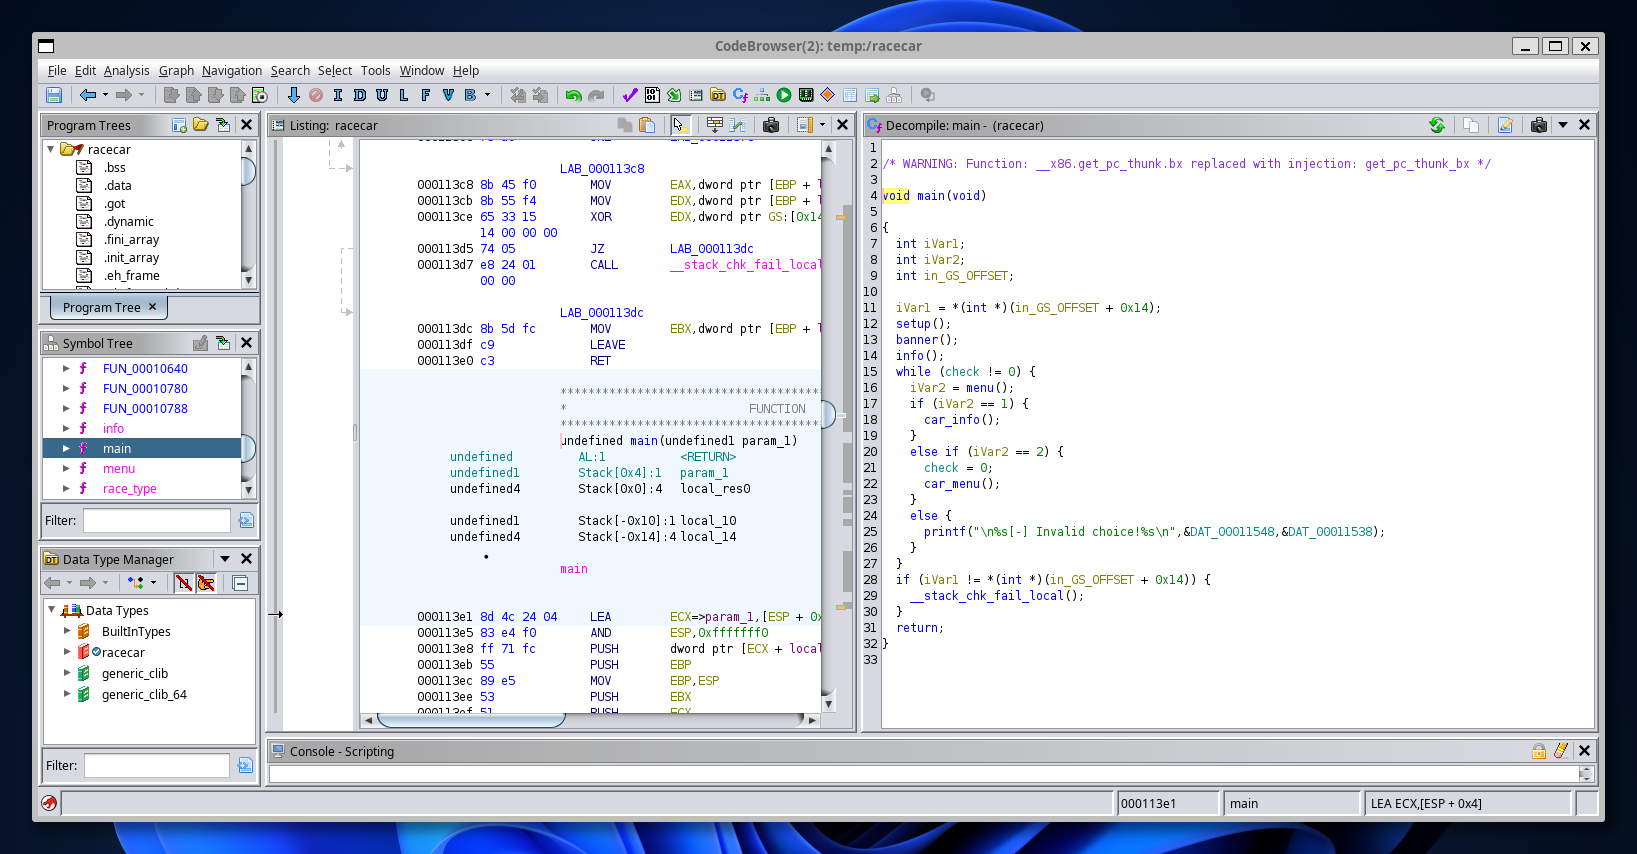 CodeBrowser(2): temp:/racecar
File Edit Analysis Graph Navigation Search Select Tools Window Help
I D U L F V B
Program Trees
racecar
.bss
.data
.got
.dynamic
.fini_array
.init_array
.eh_frame
Program Tree
Symbol Tree
FUN_00010640
FUN_00010780
FUN_00010788
info
main
menu
race_type
Filter:
Data Type Manager
Data Types
BuiltInTypes
racecar
generic_clib
generic_clib_64
Filter:
Listing: racecar
LAB_000113c8
000113c8 8b 45 f0 MOV EAX,dword ptr [EBP +
000113cb 8b 55 f4 MOV EDX,dword ptr [EBP +
000113ce 65 33 15 XOR EDX,dword ptr GS:[0x14
14 00 00 00
000113d5 74 05 JZ LAB_000113dc
000113d7 e8 24 01 CALL __stack_chk_fail_local
00 00
LAB_000113dc
000113dc 8b 5d fc MOV EBX,dword ptr [EBP +
000113df c9 LEAVE
000113e0 c3 RET
**************************************
* FUNCTION
**************************************
undefined main(undefined1 param_1)
undefined AL:1 <RETURN>
undefined1 Stack[0x4]:1 param_1
undefined4 Stack[0x0]:4 local_res0
undefined1 Stack[-0x10]:1 local_10
undefined4 Stack[-0x14]:4 local_14
main
000113e1 8d 4c 24 04 LEA ECX=>param_1,[ESP + 0x
000113e5 83 e4 f0 AND ESP,0xfffffff0
000113e8 ff 71 fc PUSH dword ptr [ECX + local
000113eb 55 PUSH EBP
000113ec 89 e5 MOV EBP,ESP
000113ee 53 PUSH EBX
000113ef 51 PUSH ECX
Decompile: main - (racecar)
1
2 /* WARNING: Function: __x86.get_pc_thunk.bx replaced with injection: get_pc_thunk_bx */
3
4 void main(void)
5
6 {
7 int iVar1;
8 int iVar2;
9 int in_GS_OFFSET;
10
11 iVar1 = *(int *)(in_GS_OFFSET + 0x14);
12 setup();
13 banner();
14 info();
15 while (check != 0) {
16 iVar2 = menu();
17 if (iVar2 == 1) {
18 car_info();
19 }
20 else if (iVar2 == 2) {
21 check = 0;
22 car_menu();
23 }
24 else {
25 printf("\n%s[-] Invalid choice!%s\n",&DAT_00011548,&DAT_00011538);
26 }
27 }
28 if (iVar1 != *(int *)(in_GS_OFFSET + 0x14)) {
29 __stack_chk_fail_local();
30 }
31 return;
32 }
33
Console - Scripting
000113e1 main LEA ECX,[ESP + 0x4]